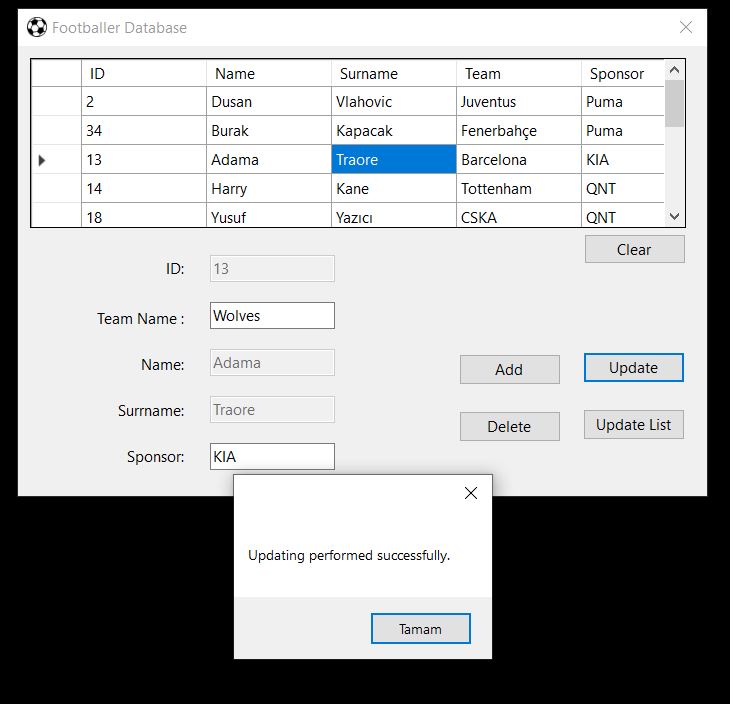 Footballer Database
ID Name Surname Team Sponsor
2 Dusan Vlahovic Juventus Puma
34 Burak Kapacak Fenerbahçe Puma
13 Adama Traore Barcelona KIA
14 Harry Kane Tottenham QNT
18 Yusuf Yazıcı CSKA QNT
Clear
ID: 13
Team Name : Wolves
Name: Adama
Add Update
Surrname: Traore
Delete Update List
Sponsor: KIA
Updating performed successfully.
Tamam